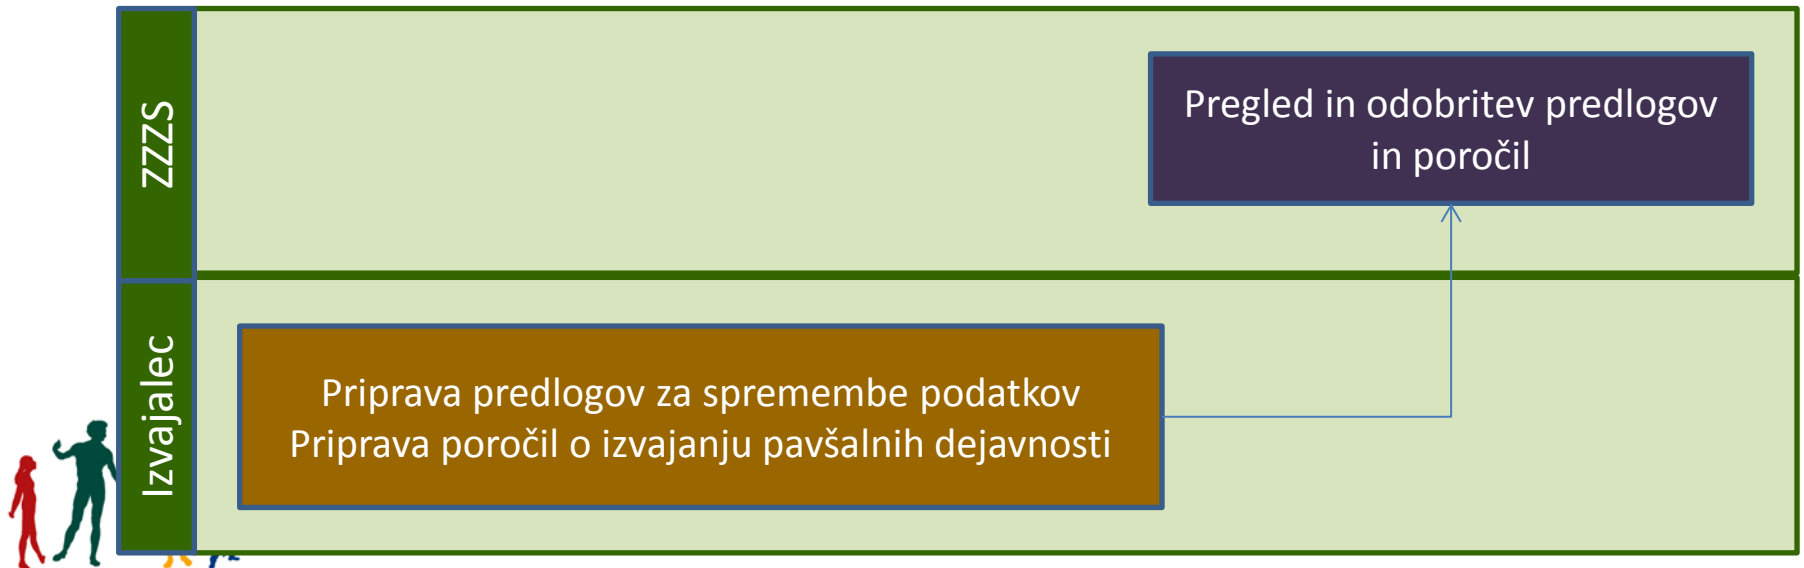 ZZZS
Pregled in odobritev predlogov
in poročil
Izvajalec
Priprava predlogov za spremembe podatkov
Priprava poročil o izvajanju pavšalnih dejavnosti